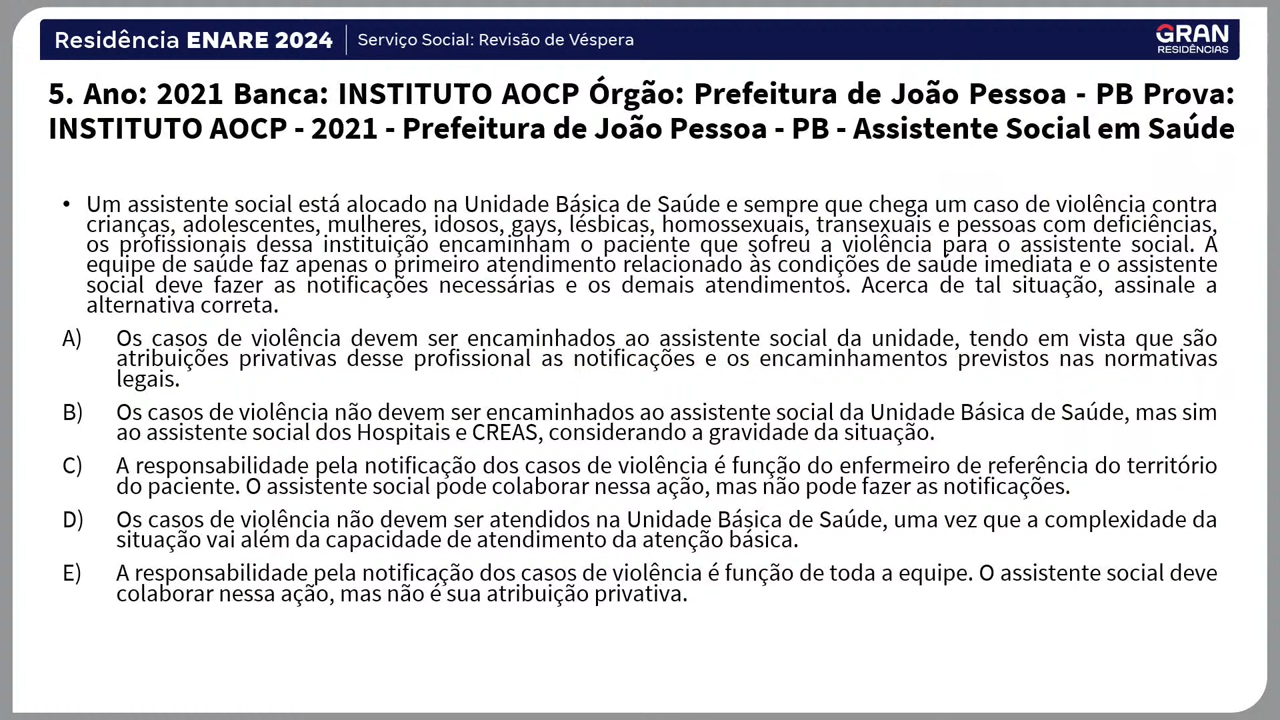 Residência ENARE 2024 | Serviço Social: Revisão de Véspera
GRAN
RESIDÊNCIAS
5. Ano: 2021 Banca: INSTITUTO AOCP Órgão: Prefeitura de João Pessoa - PB Prova:
INSTITUTO AOCP - 2021 - Prefeitura de João Pessoa - PB - Assistente Social em Saúde
• Um assistente social está alocado na Unidade Básica de Saúde e sempre que chega um caso de violência contra
crianças, adolescentes, mulheres, idosos, gays, lésbicas, homossexuais, transexuais e pessoas com deficiências,
os profissionais dessa instituição encaminham o paciente que sofreu a violência para o assistente social. A
equipe de saúde faz apenas o primeiro atendimento relacionado às condições de saúde imediata e o assistente
social deve fazer as notificações necessárias e os demais atendimentos. Acerca de tal situação, assinale a
alternativa correta.
A) Os casos de violência devem ser encaminhados ao assistente social da unidade, tendo em vista que são
atribuições privativas desse profissional as notificações e os encaminhamentos previstos nas normativas
legais.
B) Os casos de violência não devem ser encaminhados ao assistente social da Unidade Básica de Saúde, mas sim
ao assistente social dos Hospitais e CREAS, considerando a gravidade da situação.
C) A responsabilidade pela notificação dos casos de violência é função do enfermeiro de referência do território
do paciente. O assistente social pode colaborar nessa ação, mas não pode fazer as notificações.
D) Os casos de violência não devem ser atendidos na Unidade Básica de Saúde, uma vez que a complexidade da
situação vai além da capacidade de atendimento da atenção básica.
E) A responsabilidade pela notificação dos casos de violência é função de toda a equipe. O assistente social deve
colaborar nessa ação, mas não é sua atribuição privativa.